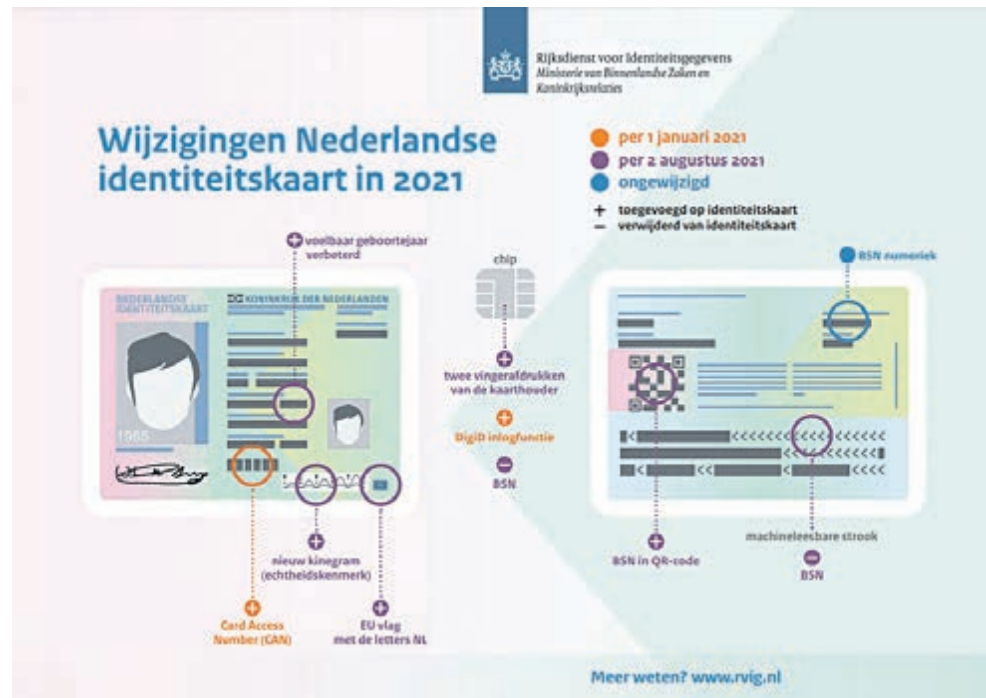 Rijksdienst voor Identiteitsgegevens
Ministerie van Binnenlandse Zaken en
Koninkrijksrelaties
Wijzigingen Nederlandse
identiteitskaart in 2021
per 1 januari 2021
per 2 augustus 2021
ongewijzigd
+ toegevoegd op identiteitskaart
− verwijderd van identiteitskaart
+
voelbaar geboortejaar
verbeterd
NEDERLANDSE
IDENTITEITSKAART
KONINKRIJK DER NEDERLANDEN
1965
+
nieuw kinegram
(echtheidskenmerk)
+
Card Access
Number (CAN)
+
EU vlag
met de letters NL
chip
+
twee vingerafdrukken
van de kaarthouder
+
DigiD inlogfunctie
−
BSN
BSN numeriek
+
BSN in QR-code
machineleesbare strook
−
BSN
Meer weten? www.rvig.nl